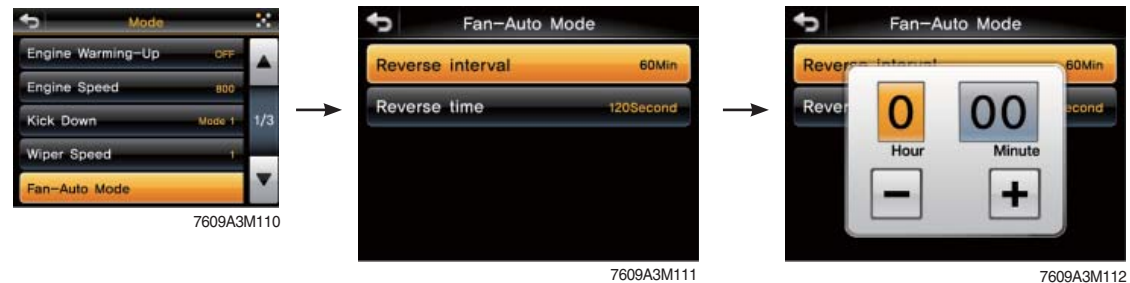 Mode
Engine Warming-Up OFF
Engine Speed 800
Kick Down Mode 1
Wiper Speed 1
Fan-Auto Mode
1/3
7609A3M110
Fan-Auto Mode
Reverse interval 60Min
Reverse time 120Second
7609A3M111
Fan-Auto Mode
60Min
0 00
Hour Minute
− +
7609A3M112